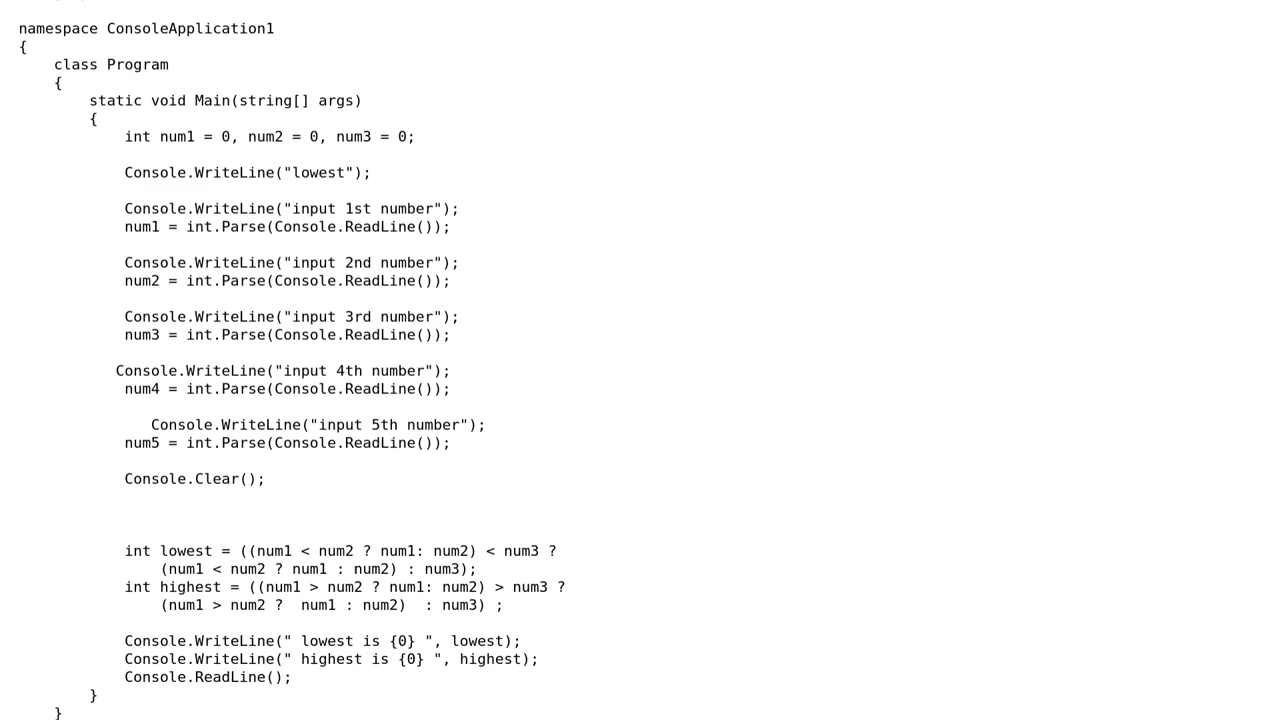 namespace ConsoleApplication1
{
    class Program
    {
        static void Main(string[] args)
        {
            int num1 = 0, num2 = 0, num3 = 0;

            Console.WriteLine("lowest");

            Console.WriteLine("input 1st number");
            num1 = int.Parse(Console.ReadLine());

            Console.WriteLine("input 2nd number");
            num2 = int.Parse(Console.ReadLine());

            Console.WriteLine("input 3rd number");
            num3 = int.Parse(Console.ReadLine());

           Console.WriteLine("input 4th number");
            num4 = int.Parse(Console.ReadLine());

               Console.WriteLine("input 5th number");
            num5 = int.Parse(Console.ReadLine());

            Console.Clear();

            int lowest = ((num1 < num2 ? num1: num2) < num3 ?
                (num1 < num2 ? num1 : num2) : num3);
            int highest = ((num1 > num2 ? num1: num2) > num3 ?
                (num1 > num2 ?  num1 : num2)  : num3) ;

            Console.WriteLine(" lowest is {0} ", lowest);
            Console.WriteLine(" highest is {0} ", highest);
            Console.ReadLine();
        }
    }